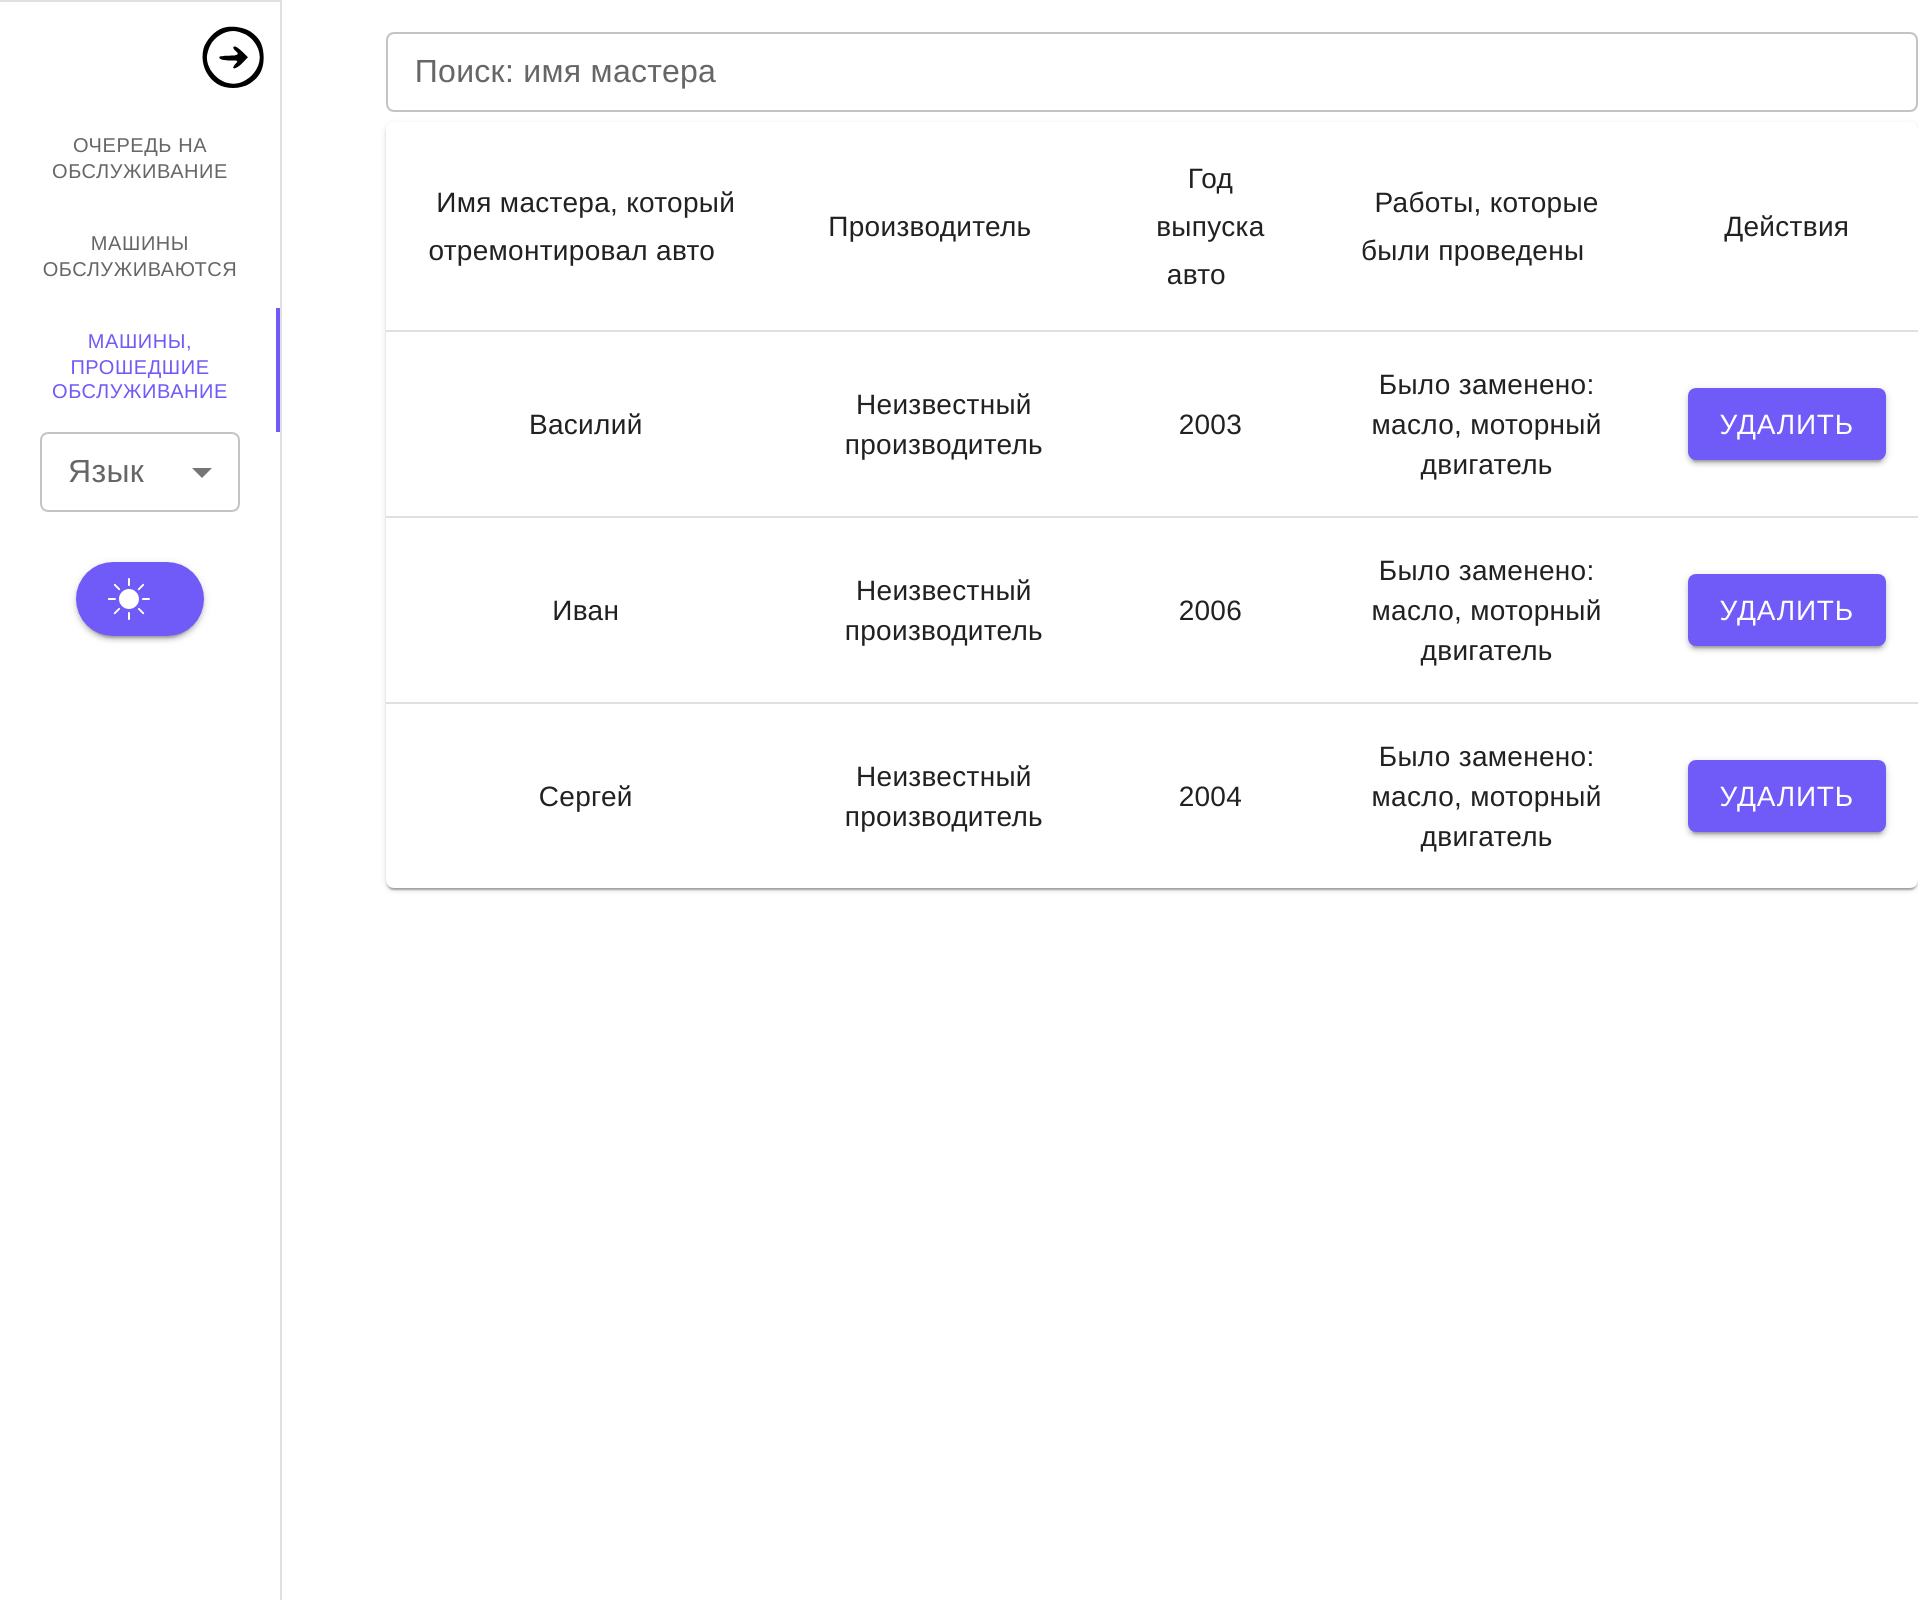 ОЧЕРЕДЬ НА
ОБСЛУЖИВАНИЕ
МАШИНЫ
ОБСЛУЖИВАЮТСЯ
МАШИНЫ,
ПРОШЕДШИЕ
ОБСЛУЖИВАНИЕ
Язык
Поиск: имя мастера
Имя мастера, который
отремонтировал авто
Производитель
Год
выпуска
авто
Работы, которые
были проведены
Действия
Василий
Неизвестный
производитель
2003
Было заменено:
масло, моторный
двигатель
УДАЛИТЬ
Иван
Неизвестный
производитель
2006
Было заменено:
масло, моторный
двигатель
УДАЛИТЬ
Сергей
Неизвестный
производитель
2004
Было заменено:
масло, моторный
двигатель
УДАЛИТЬ